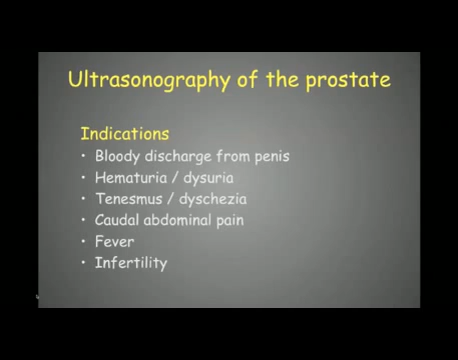 Ultrasonography of the prostate
Indications
• Bloody discharge from penis
• Hematuria / dysuria
• Tenesmus / dyschezia
• Caudal abdominal pain
• Fever
• Infertility